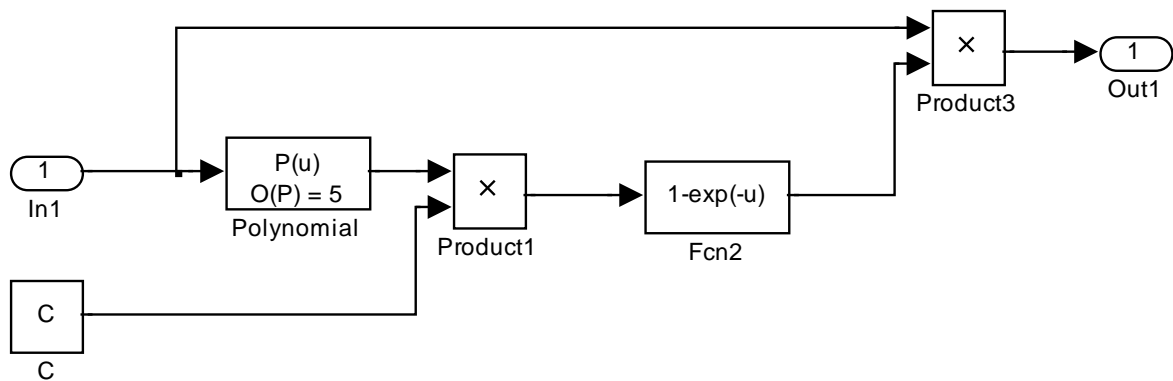 ×
Product3
1
Out1
1
In1
P(u)
O(P) = 5
Polynomial
×
Product1
1-exp(-u)
Fcn2
C
C